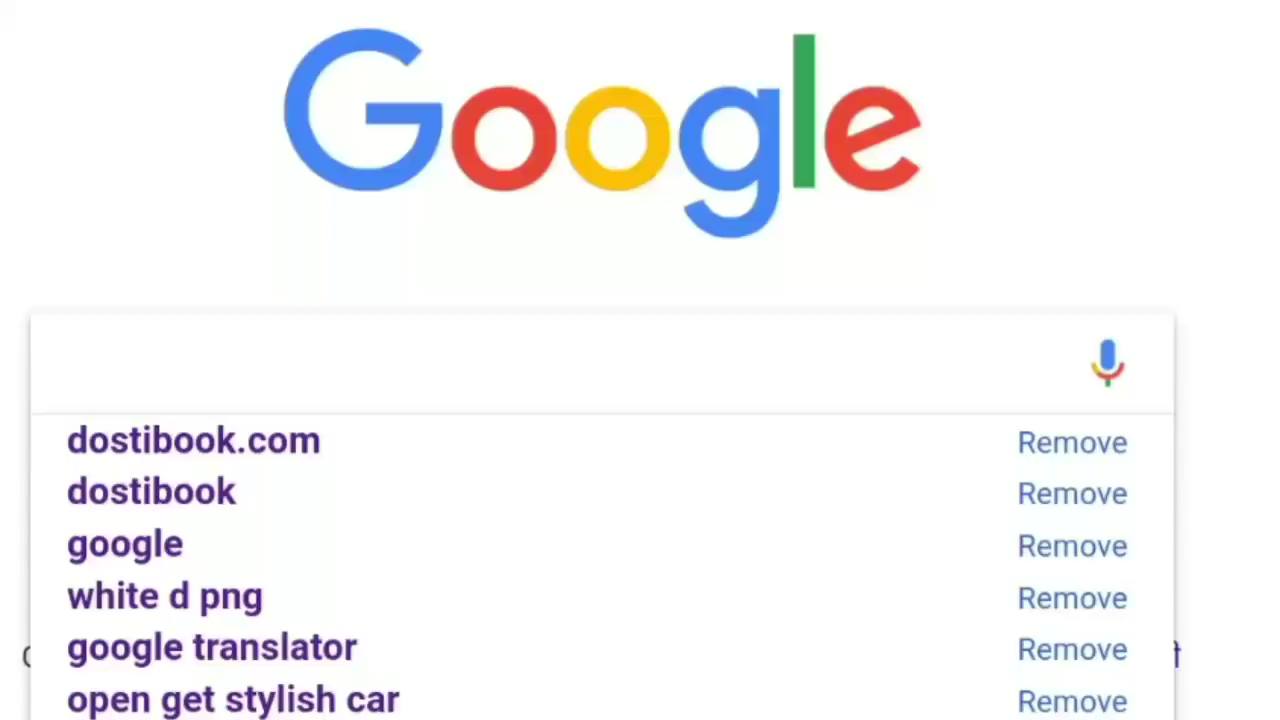 Google
dostibook.com Remove
dostibook Remove
google Remove
white d png Remove
google translator Remove
open get stylish car Remove